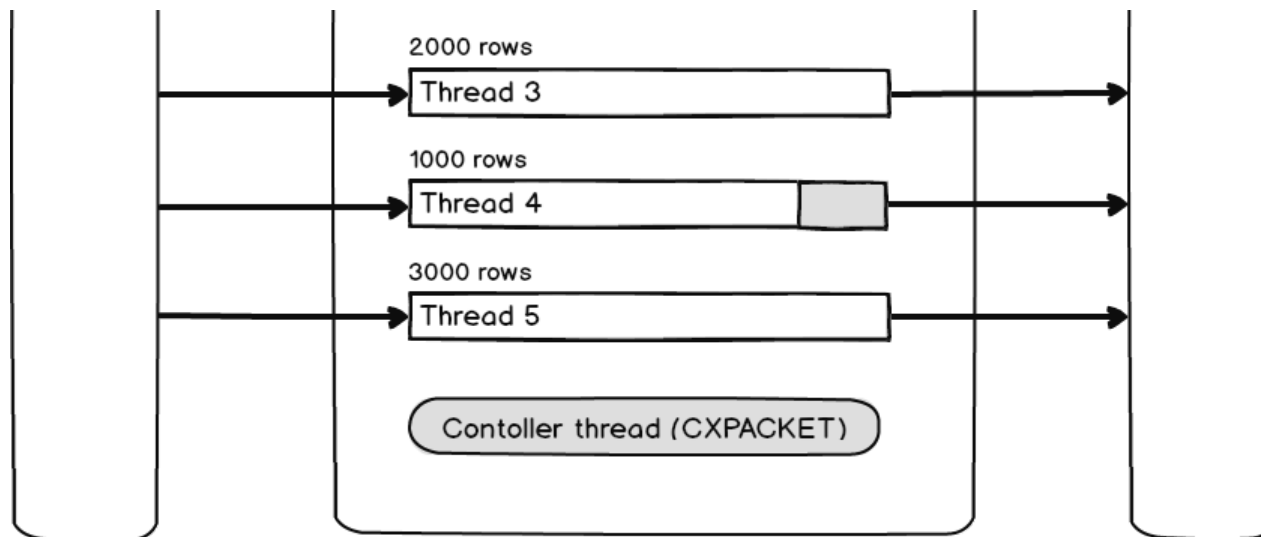 2000 rows
Thread 3
1000 rows
Thread 4
3000 rows
Thread 5
Contoller thread (CXPACKET)